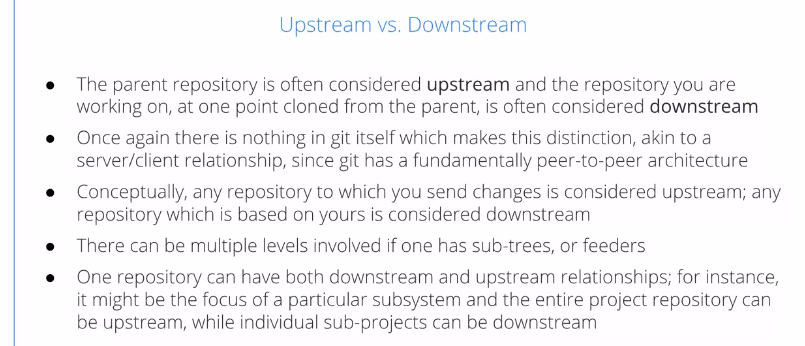 Upstream vs. Downstream
● The parent repository is often considered upstream and the repository you are
working on, at one point cloned from the parent, is often considered downstream
● Once again there is nothing in git itself which makes this distinction, akin to a
server/client relationship, since git has a fundamentally peer-to-peer architecture
● Conceptually, any repository to which you send changes is considered upstream; any
repository which is based on yours is considered downstream
● There can be multiple levels involved if one has sub-trees, or feeders
● One repository can have both downstream and upstream relationships; for instance,
it might be the focus of a particular subsystem and the entire project repository can
be upstream, while individual sub-projects can be downstream